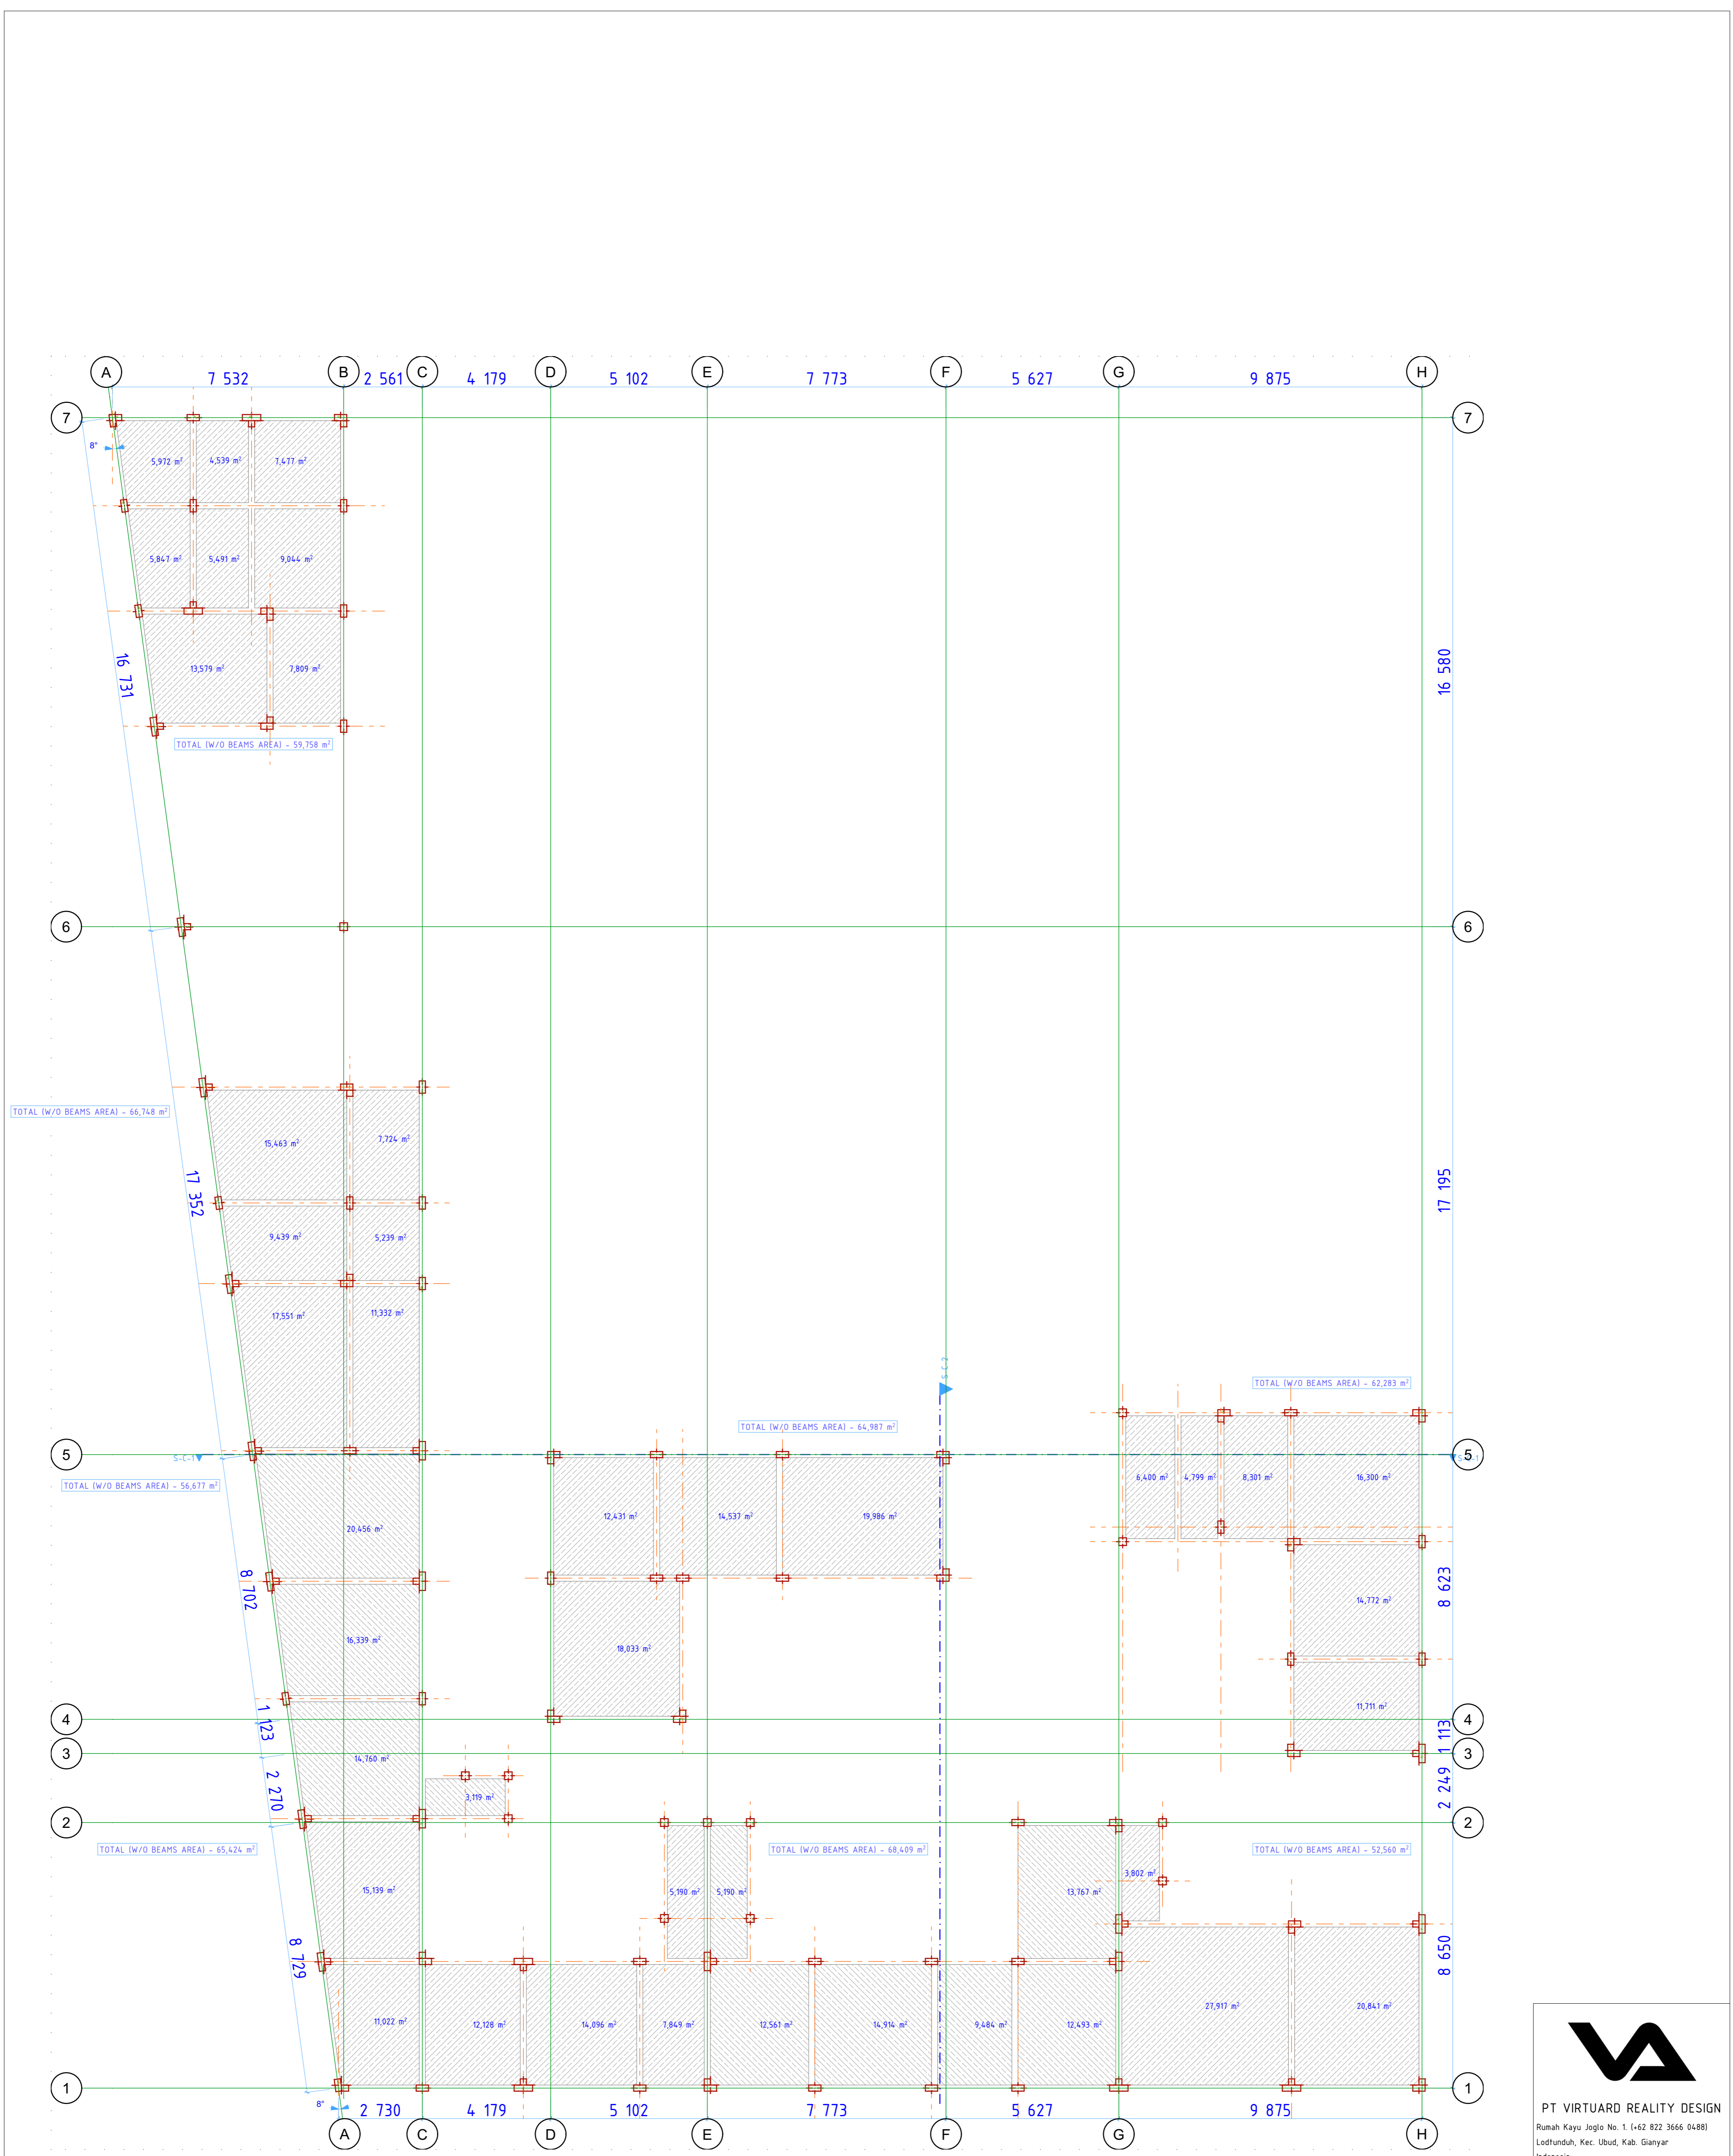 A
B
C
D
E
F
G
H
7 532
2 561
4 179
5 102
7 773
5 627
9 875
7
7
8°
5,972 m²
4,539 m²
7,477 m²
5,847 m²
5,491 m²
9,044 m²
16 731
16 580
13,579 m²
7,809 m²
TOTAL (W/O BEAMS AREA) - 59,758 m²
6
6
TOTAL (W/O BEAMS AREA) - 66,748 m²
15,463 m²
7,724 m²
17 352
17 195
9,439 m²
5,239 m²
17,551 m²
11,332 m²
S-C-2
TOTAL (W/O BEAMS AREA) - 62,283 m²
TOTAL (W/O BEAMS AREA) - 64,987 m²
5
S-C-1
5
TOTAL (W/O BEAMS AREA) - 56,677 m²
6,400 m²
4,799 m²
8,301 m²
16,300 m²
20,456 m²
12,431 m²
14,537 m²
19,986 m²
8 702
8 623
14,772 m²
16,339 m²
18,033 m²
11,711 m²
4
1 123
1 113
4
3
14,760 m²
3
2 270
2 249
3,119 m²
2
2
TOTAL (W/O BEAMS AREA) - 65,424 m²
TOTAL (W/O BEAMS AREA) - 68,409 m²
TOTAL (W/O BEAMS AREA) - 52,560 m²
15,139 m²
5,190 m²
5,190 m²
13,767 m²
3,802 m²
8 729
8 650
11,022 m²
12,128 m²
14,096 m²
7,849 m²
12,561 m²
14,914 m²
9,484 m²
12,493 m²
27,917 m²
20,841 m²
1
1
8°
2 730
4 179
5 102
7 773
5 627
9 875
A
C
D
E
F
G
H
PT VIRTUARD REALITY DESIGN
Rumah Kayu Joglo No. 1. (+62 822 3666 0488)
Lodtunduh, Kec. Ubud, Kab. Gianyar